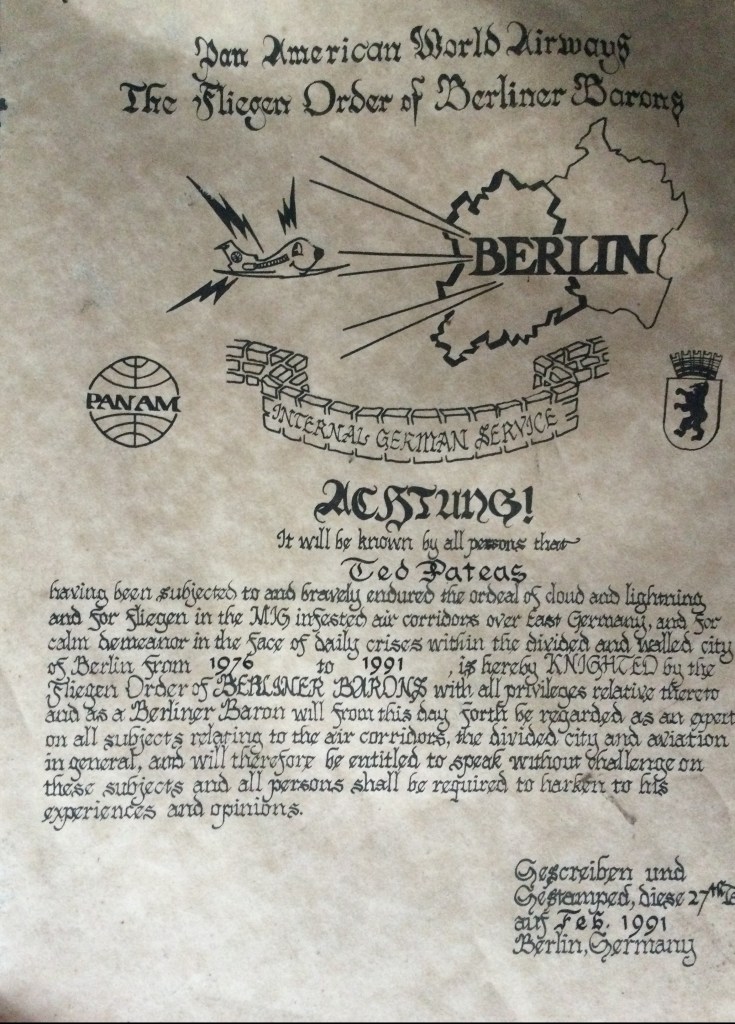 Pan American World Airways
The Fliegen Order of Berliner Barons
BERLIN
PAN AM
INTERNAL GERMAN SERVICE
ACHTUNG!
It will be known by all persons that
Ted Pateas
having been subjected to and bravely endured the ordeal of cloud and lightning
and for fliegen in the MIG infested air corridors over East Germany, and for
calm demeanor in the face of daily crises within the divided and walled city
of Berlin from 1976 to 1991, is hereby KNIGHTED by the
Fliegen Order of BERLINER BARONS with all privileges relative thereto
and as a Berliner Baron will from this day forth be regarded as an expert
on all subjects relating to the air corridors, the divided city and aviation
in general, and will therefore be entitled to speak without challenge on
these subjects and all persons shall be required to harken to his
experiences and opinions.
Gescreiben und
Gestamped, diese 27th
auf Feb. 1991
Berlin, Germany